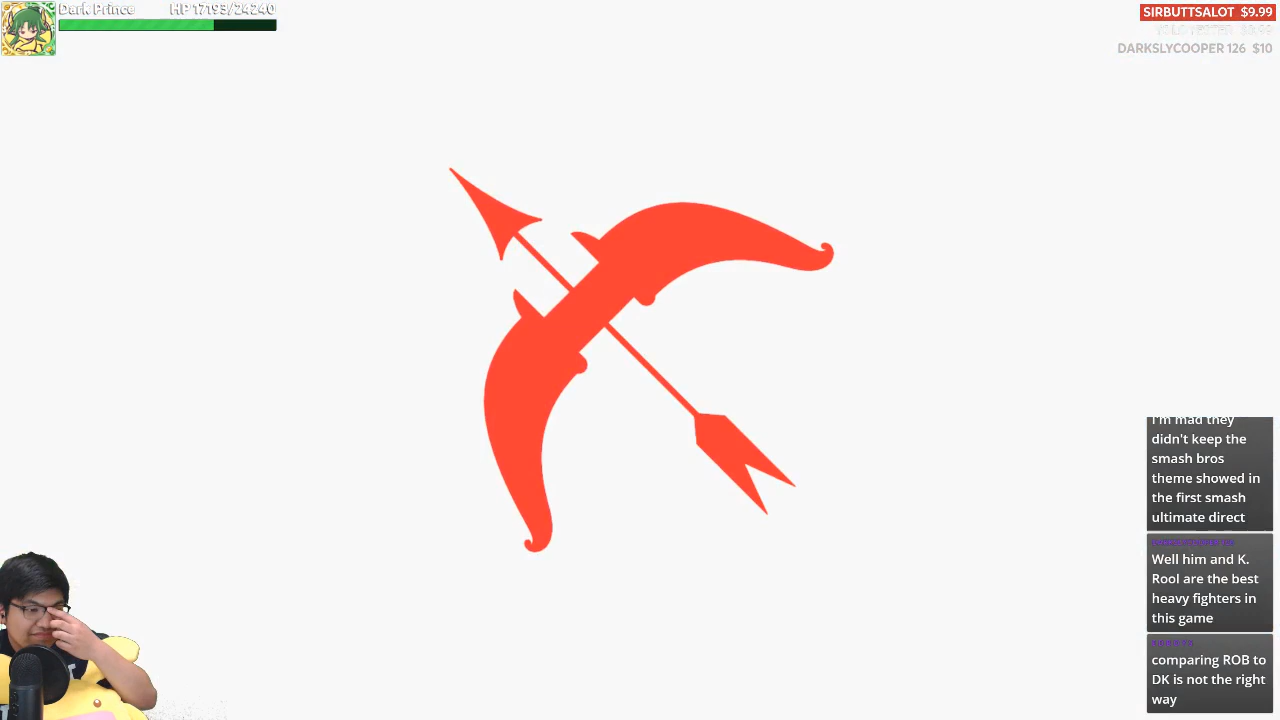 Dark Prince HP 17193/24240
SIRBUTTSALOT $9.99
DARKSLYCOOPER 126 $10
I'm mad they
didn't keep the
smash bros
theme showed in
the first smash
ultimate direct
Well him and K.
Rool are the best
heavy fighters in
this game
comparing ROB to
DK is not the right
way